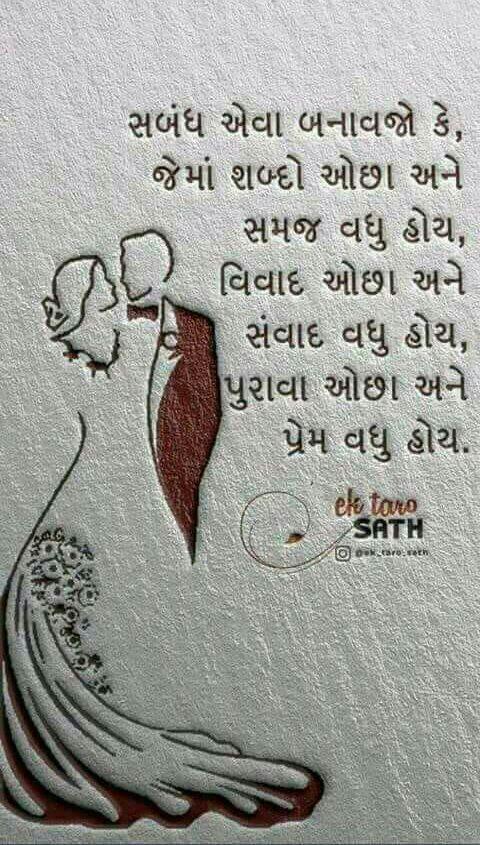 સબંધ એવા બનાવજો કે,
જેમાં શબ્દો ઓછા અને
સમજ વધુ હોય,
વિવાદ ઓછા અને
સંવાદ વધુ હોય,
પુરાવા ઓછા અને
પ્રેમ વધુ હોય.
ek taro
SATH
@ek_taro_sath